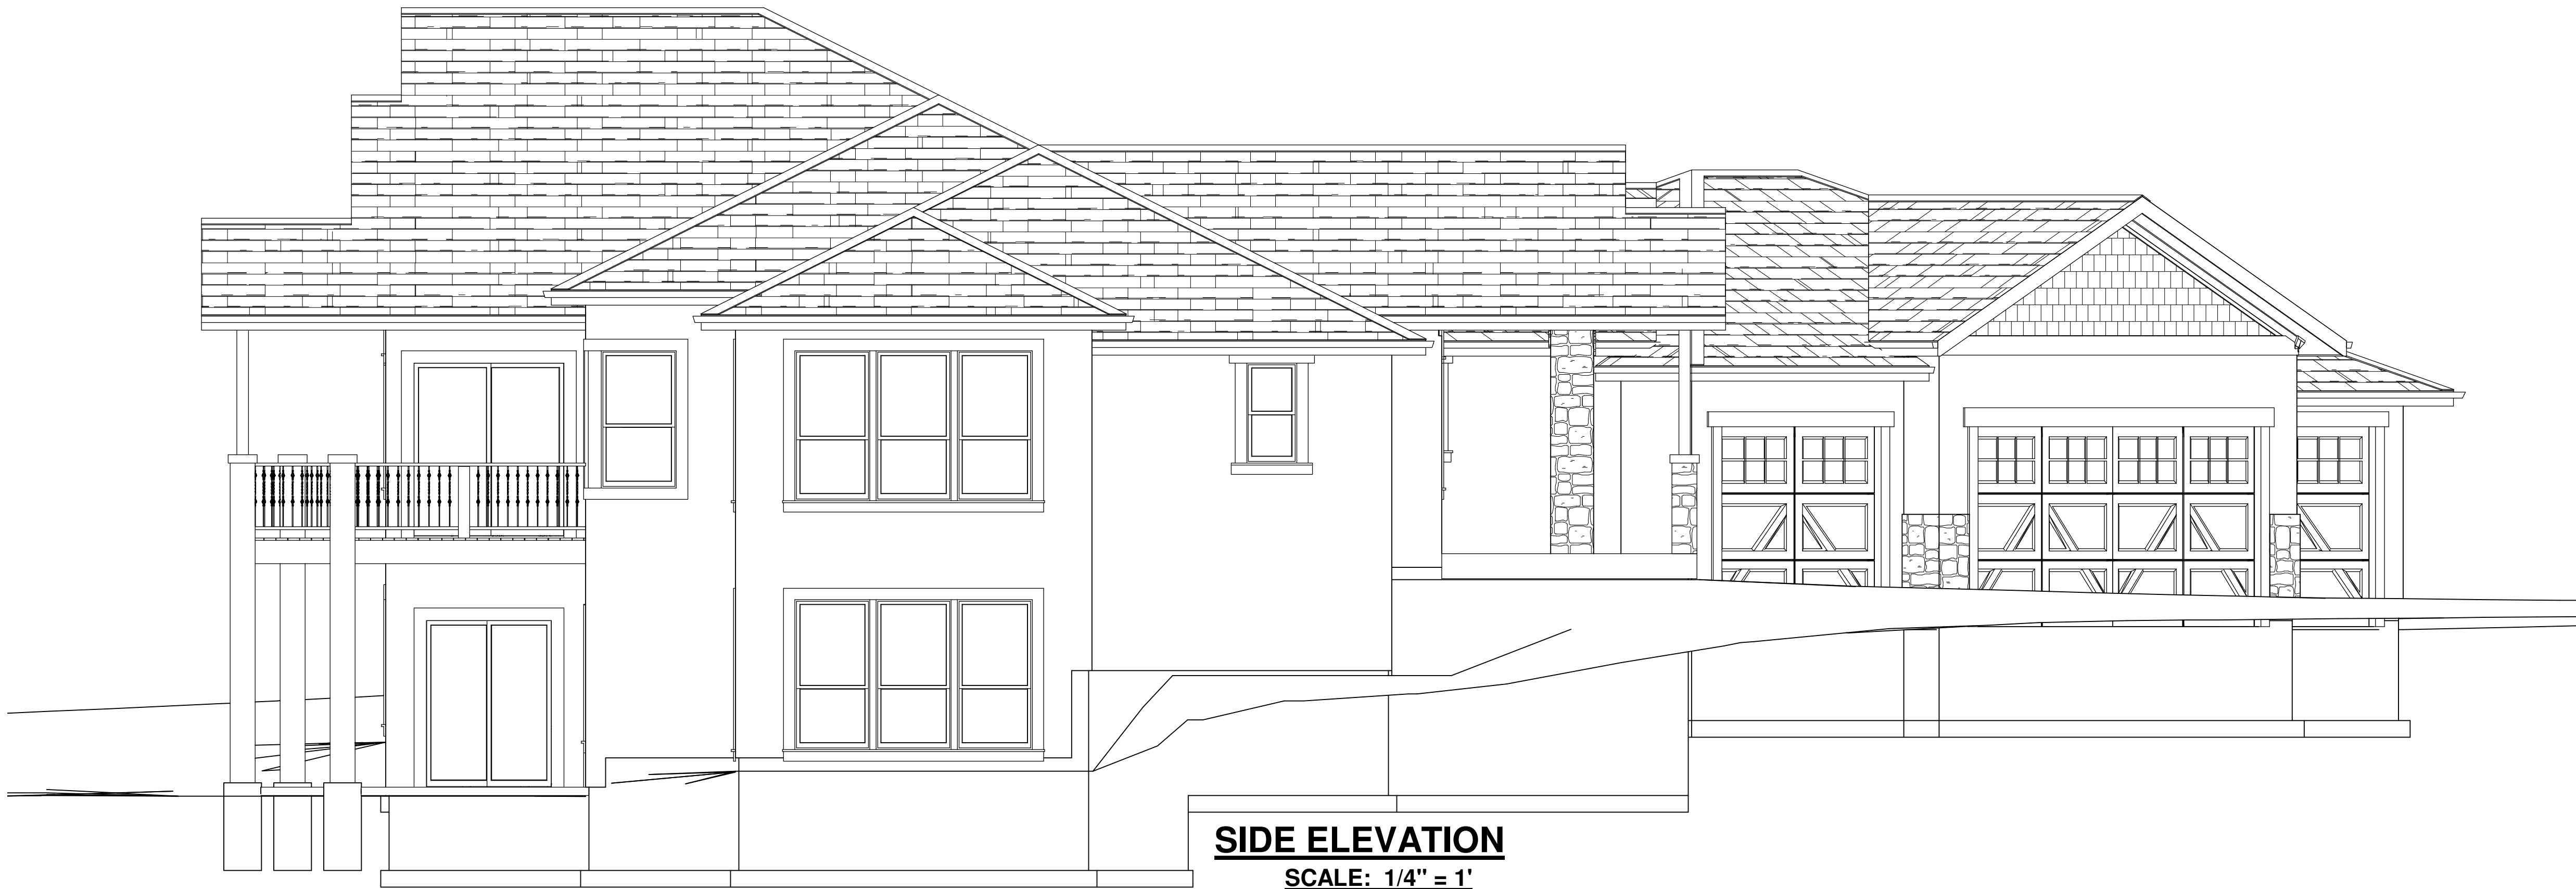 SIDE ELEVATION
SCALE: 1/4" = 1'